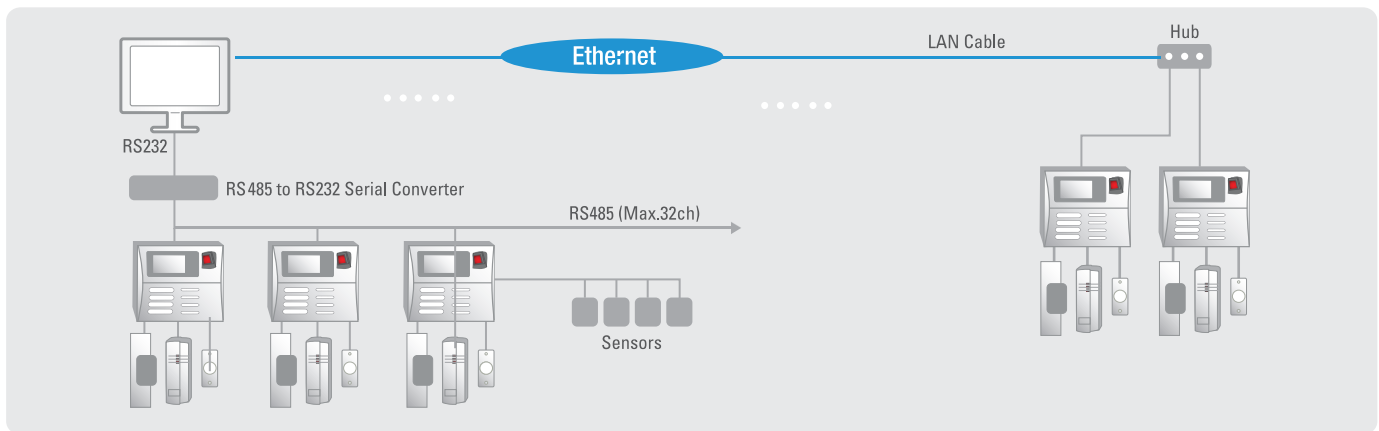 Ethernet
LAN Cable
Hub
RS232
RS485 to RS232 Serial Converter
RS485 (Max.32ch)
Sensors